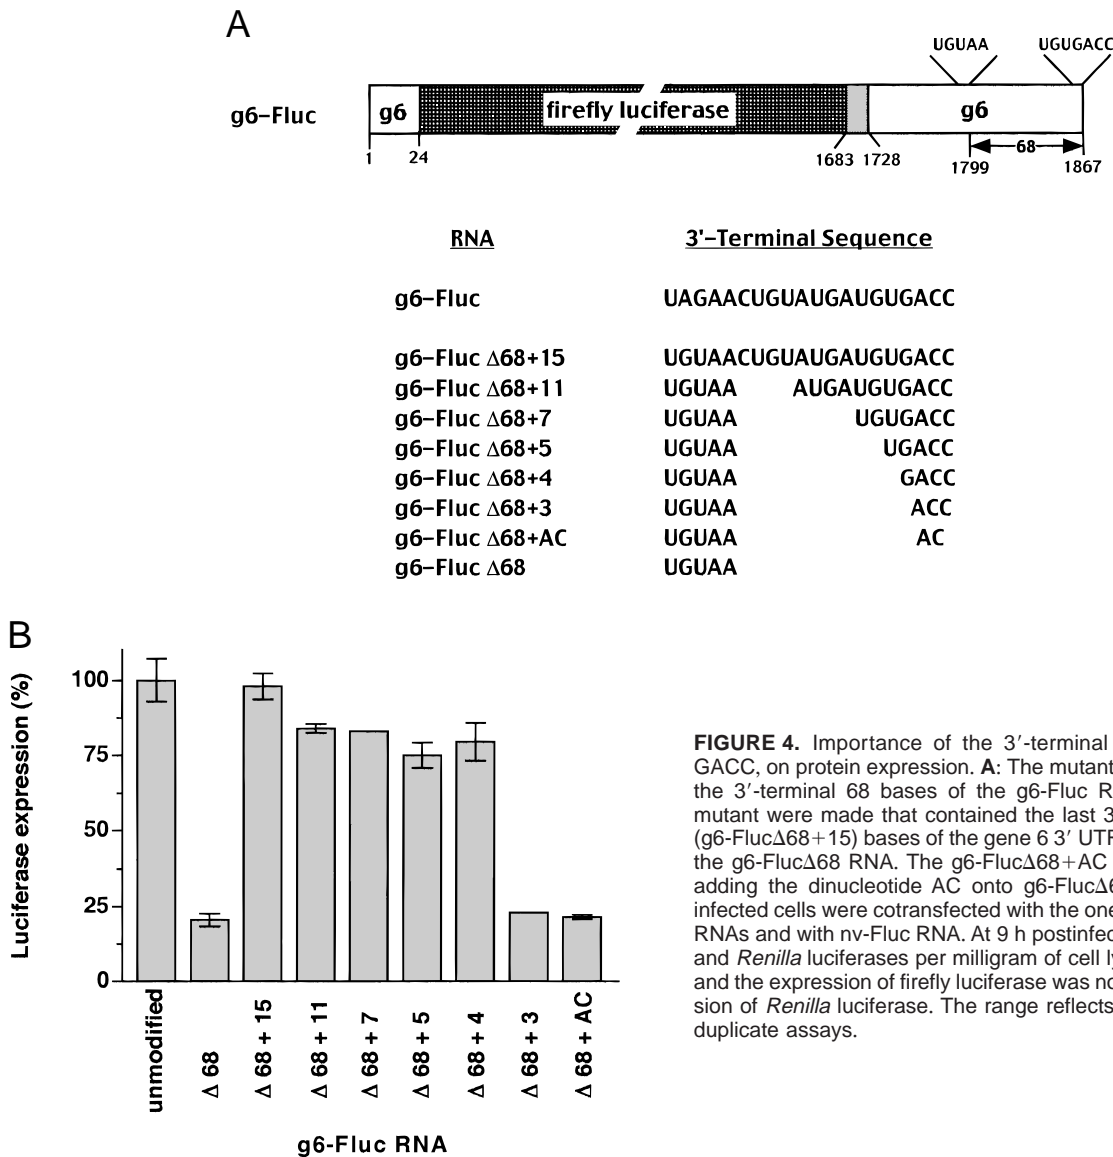 A
UGUAA UGUGACC
g6–Fluc g6 firefly luciferase g6
68
1 24 1683 1728 1799 1867
RNA 3'–Terminal Sequence
g6–Fluc UAGAACUGUAUGAUGUGACC
g6–Fluc Δ68+15 UGUAACUGUAUGAUGUGACC
g6–Fluc Δ68+11 UGUAA AUGAUGUGACC
g6–Fluc Δ68+7 UGUAA UGUGACC
g6–Fluc Δ68+5 UGUAA UGACC
g6–Fluc Δ68+4 UGUAA GACC
g6–Fluc Δ68+3 UGUAA ACC
g6–Fluc Δ68+AC UGUAA AC
g6–Fluc Δ68 UGUAA
B
Luciferase expression (%)
100
75
50
25
0
unmodified
Δ 68
Δ 68 + 15
Δ 68 + 11
Δ 68 + 7
Δ 68 + 5
Δ 68 + 4
Δ 68 + 3
Δ 68 + AC
g6-Fluc RNA
FIGURE 4. Importance of the 3′-terminal
GACC, on protein expression. A: The mutant
the 3′-terminal 68 bases of the g6-Fluc R
mutant were made that contained the last 3
(g6-FlucΔ68+15) bases of the gene 6 3′ UTR
the g6-FlucΔ68 RNA. The g6-FlucΔ68+AC
adding the dinucleotide AC onto g6-FlucΔ6
infected cells were cotransfected with the one
RNAs and with nv-Fluc RNA. At 9 h postinfec
and Renilla luciferases per milligram of cell ly
and the expression of firefly luciferase was no
sion of Renilla luciferase. The range reflects
duplicate assays.